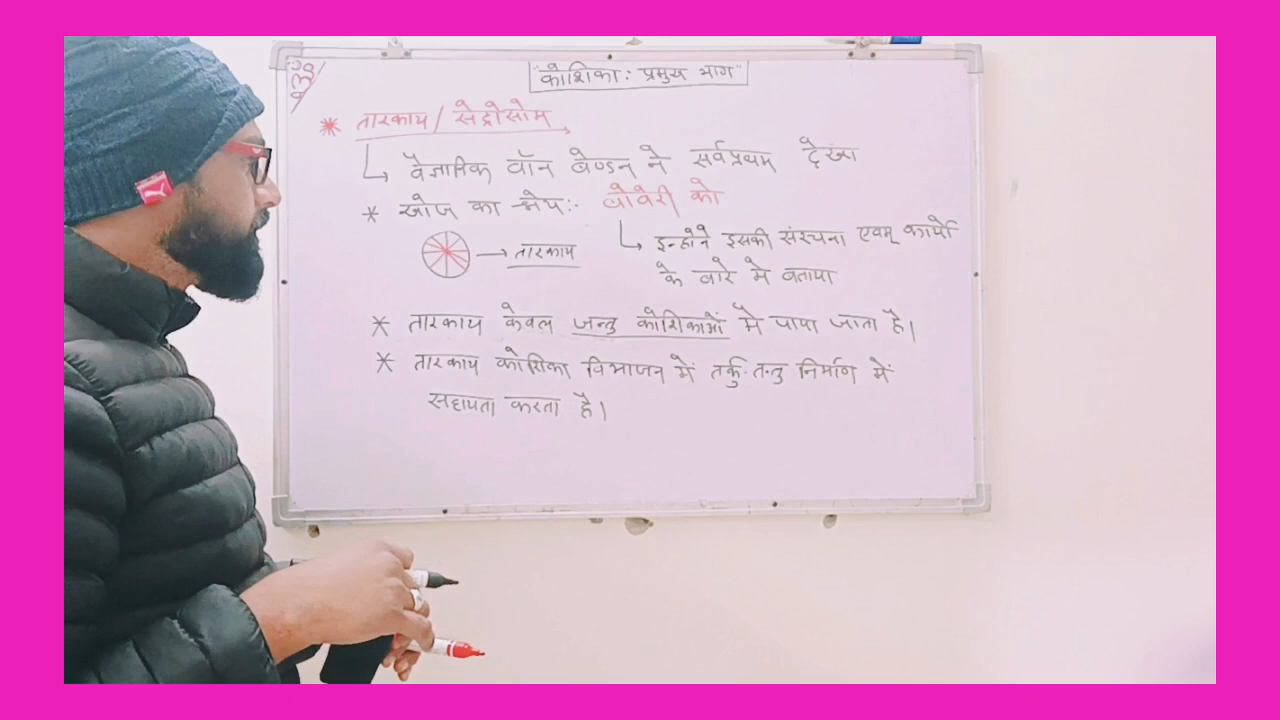 "कोशिका: प्रमुख भाग"
* तारकाय / सेंट्रोसोम
वैज्ञानिक वॉन बेण्डन ने सर्वप्रथम देखा
* खोज का श्रेय:- बोवेरी को
इन्होंने इसकी संरचना एवम् कार्यो
तारकाय
के बारे मे बताया
* तारकाय केवल जन्तु कोशिकाओं मे पाया जाता है।
* तारकाय कोशिका विभाजन में तर्कु-तन्तु निर्माण में
सहायता करता है।